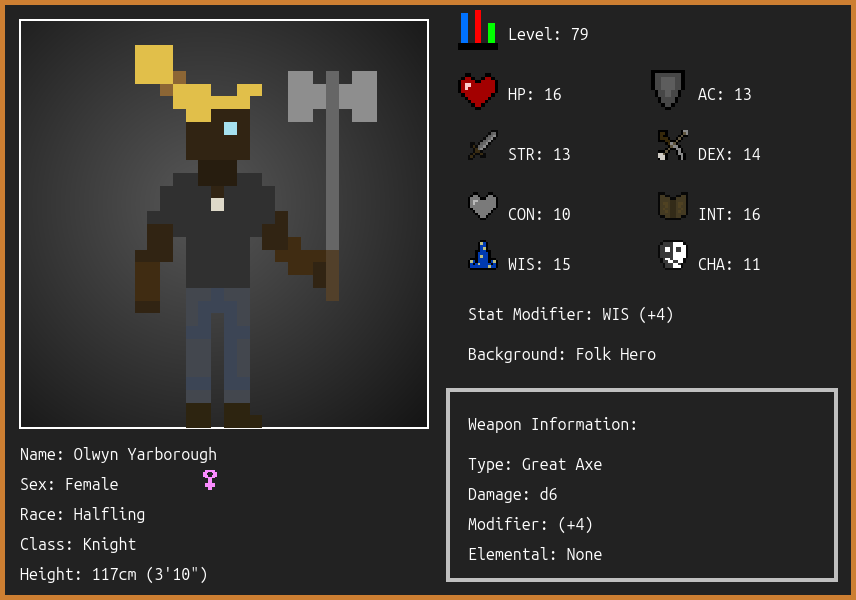 Level: 79
HP: 16
AC: 13
STR: 13
DEX: 14
CON: 10
INT: 16
WIS: 15
CHA: 11
Stat Modifier: WIS (+4)
Background: Folk Hero
Weapon Information:
Type: Great Axe
Damage: d6
Modifier: (+4)
Elemental: None
Name: Olwyn Yarborough
Sex: Female
Race: Halfling
Class: Knight
Height: 117cm (3'10")